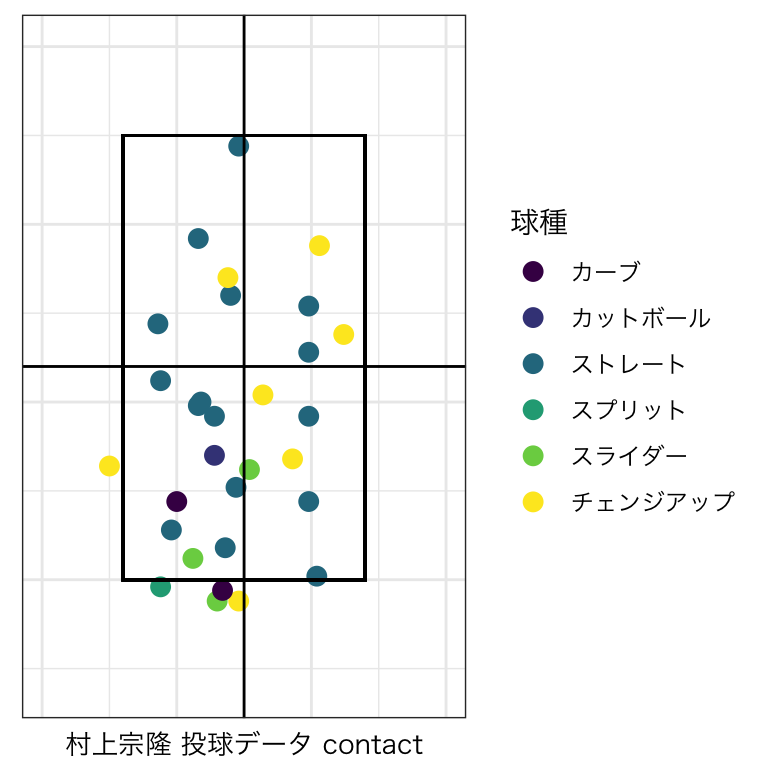 球種
カーブ
カットボール
ストレート
スプリット
スライダー
チェンジアップ
村上宗隆 投球データ contact